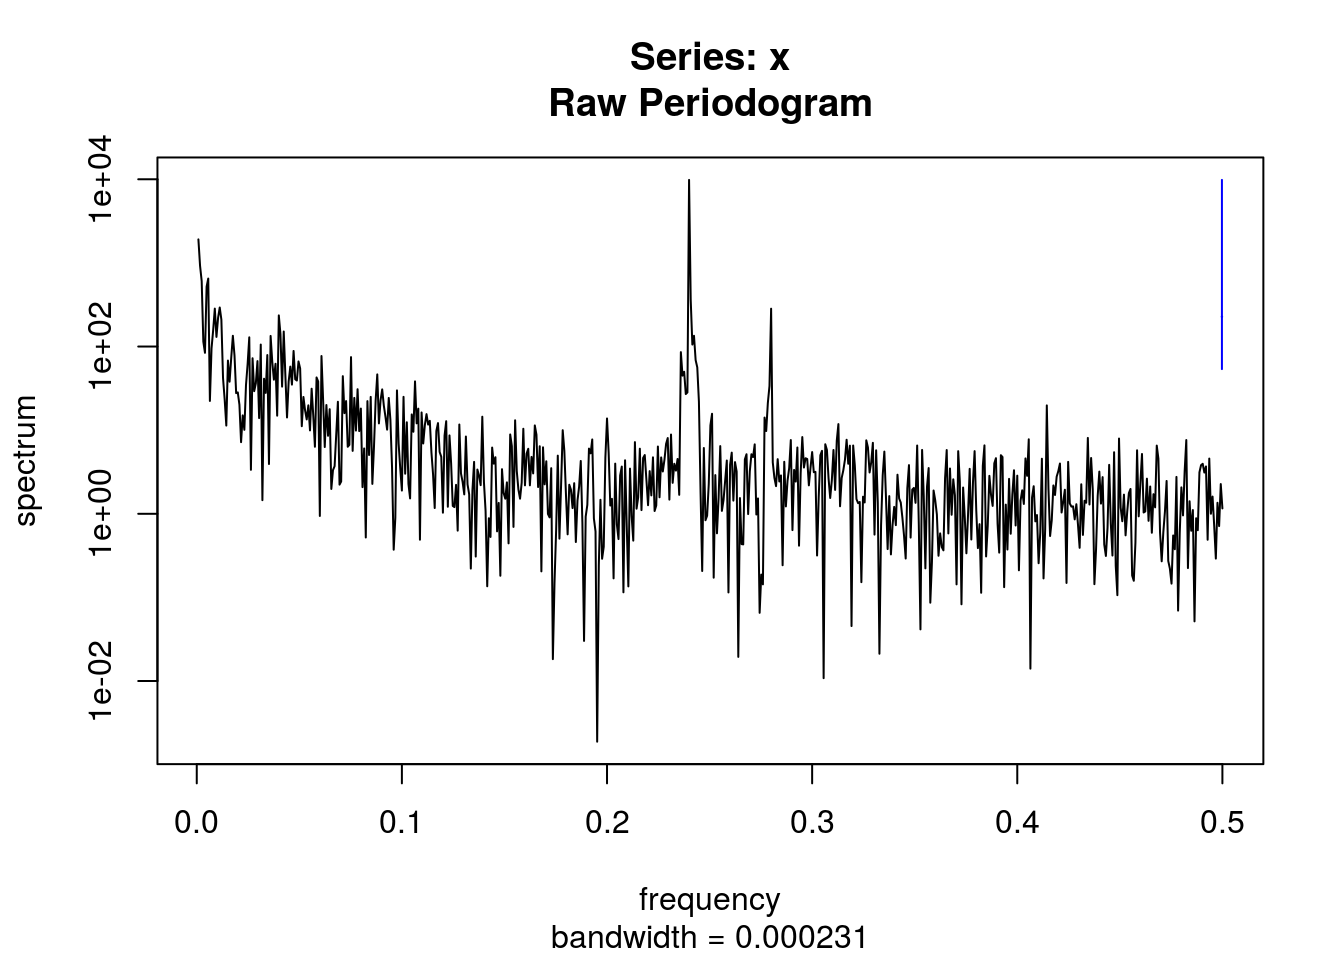 Series: x
Raw Periodogram
1e+04
1e+02
1e+00
1e-02
spectrum
0.0 0.1 0.2 0.3 0.4 0.5
frequency
bandwidth = 0.000231